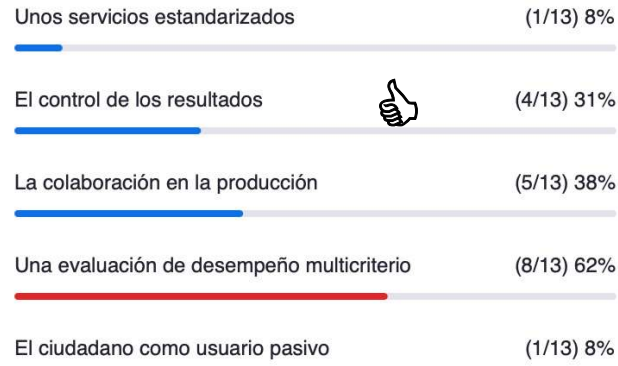 Unos servicios estandarizados (1/13) 8%
El control de los resultados (4/13) 31%
La colaboración en la producción (5/13) 38%
Una evaluación de desempeño multicriterio (8/13) 62%
El ciudadano como usuario pasivo (1/13) 8%